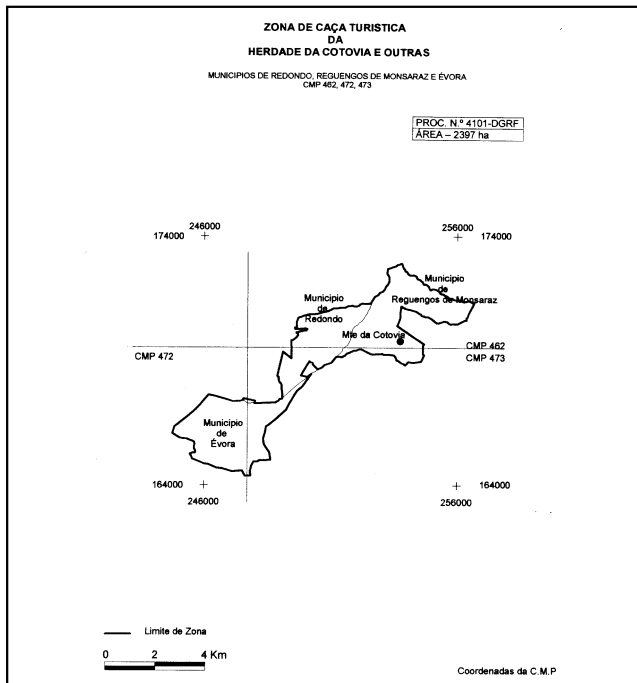 ZONA DE CAÇA TURISTICA
DA
HERDADE DA COTOVIA E OUTRAS
MUNICIPIOS DE REDONDO, REGUENGOS DE MONSARAZ E ÉVORA
CMP 462, 472, 473
PROC. N.º 4101-DGRF
ÁREA – 2397 ha
246000
174000
256000
174000
Municipio
de
Redondo
Municipio
de
Reguengos de Monsaraz
Mte da Cotovia
CMP 472
CMP 462
CMP 473
Municipio
de
Évora
164000
246000
164000
256000
Limite de Zona
0 2 4 Km
Coordenadas da C.M.P